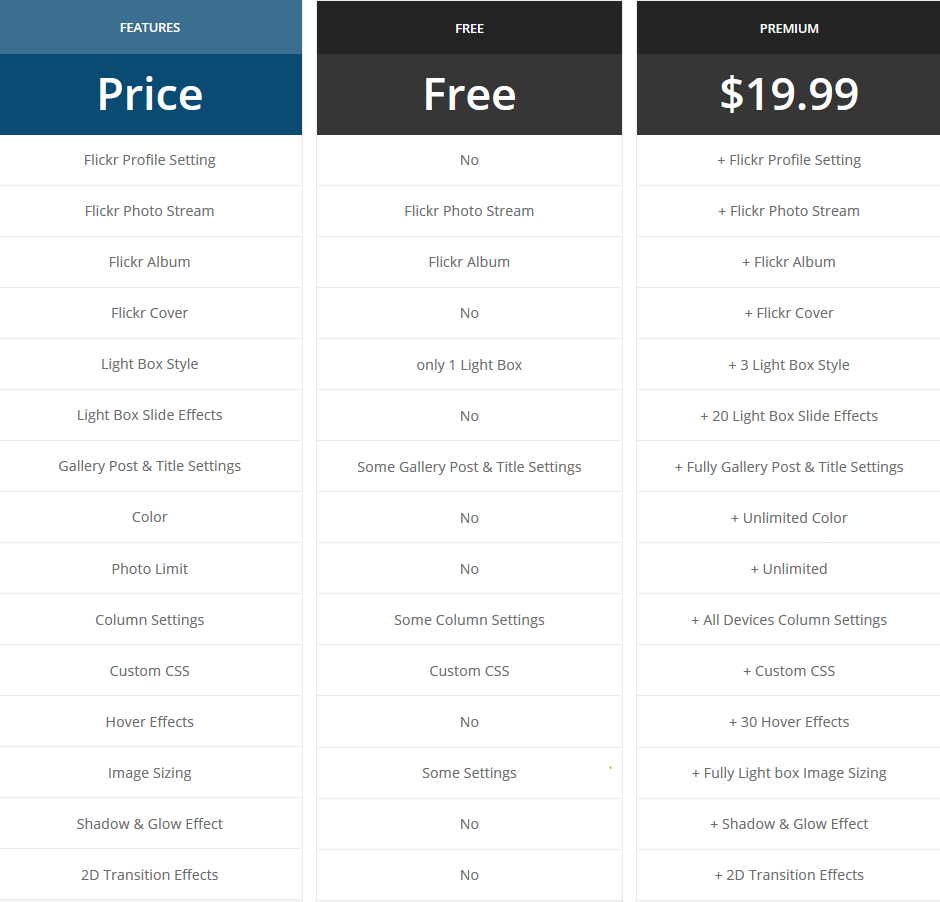 FEATURES FREE PREMIUM
Price Free $19.99
Flickr Profile Setting No + Flickr Profile Setting
Flickr Photo Stream Flickr Photo Stream + Flickr Photo Stream
Flickr Album Flickr Album + Flickr Album
Flickr Cover No + Flickr Cover
Light Box Style only 1 Light Box + 3 Light Box Style
Light Box Slide Effects No + 20 Light Box Slide Effects
Gallery Post & Title Settings Some Gallery Post & Title Settings + Fully Gallery Post & Title Settings
Color No + Unlimited Color
Photo Limit No + Unlimited
Column Settings Some Column Settings + All Devices Column Settings
Custom CSS Custom CSS + Custom CSS
Hover Effects No + 30 Hover Effects
Image Sizing Some Settings + Fully Light box Image Sizing
Shadow & Glow Effect No + Shadow & Glow Effect
2D Transition Effects No + 2D Transition Effects